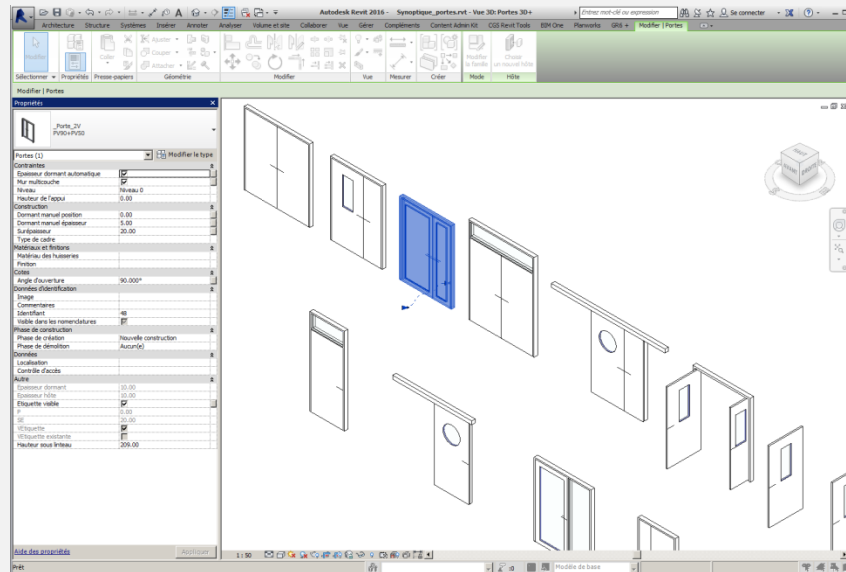 Autodesk Revit 2016 - Synoptique_portes.rvt - Vue 3D: Portes 3D+
Entrez mot-clé ou expression
Se connecter
Architecture Structure Systèmes Insérer Annoter Analyser Volume et site Collaborer Vue Gérer Compléments Content Admin Kit CGS Revit Tools BIM One Planworks GRS + Modifier | Portes
Modifier
Propriétés
Coller
Ajuster
Couper
Attacher
Modifier la famille
Choisir un nouvel hôte
Sélectionner Propriétés Presse-papiers Géométrie Modifier Vue Mesurer Créer Mode Hôte
Modifier | Portes
Propriétés
_Porte_2V
PV90+PV50
Portes (1) Modifier le type
Contraintes
Epaisseur dormant automatique
Mur multicouche
Niveau Niveau 0
Hauteur de l'appui 0.00
Construction
Dormant manuel position 0.00
Dormant manuel épaisseur 5.00
Surépaisseur 20.00
Type de cadre
Matériaux et finitions
Matériau des huisseries
Finition
Cotes
Angle d'ouverture 90.000°
Données d'identification
Image
Commentaires
Identifiant 48
Visible dans les nomenclatures
Phase de construction
Phase de création Nouvelle construction
Phase de démolition Aucun(e)
Données
Localisation
Contrôle d'accès
Autre
Epaisseur dormant 10.00
Epaisseur hôte 10.00
Etiquette visible
P 0.00
SE 20.00
Etiquette
Etiquette existante
Hauteur sous linteau 209.00
Aide des propriétés Appliquer
1 : 50
Prêt
:0
Modèle de base